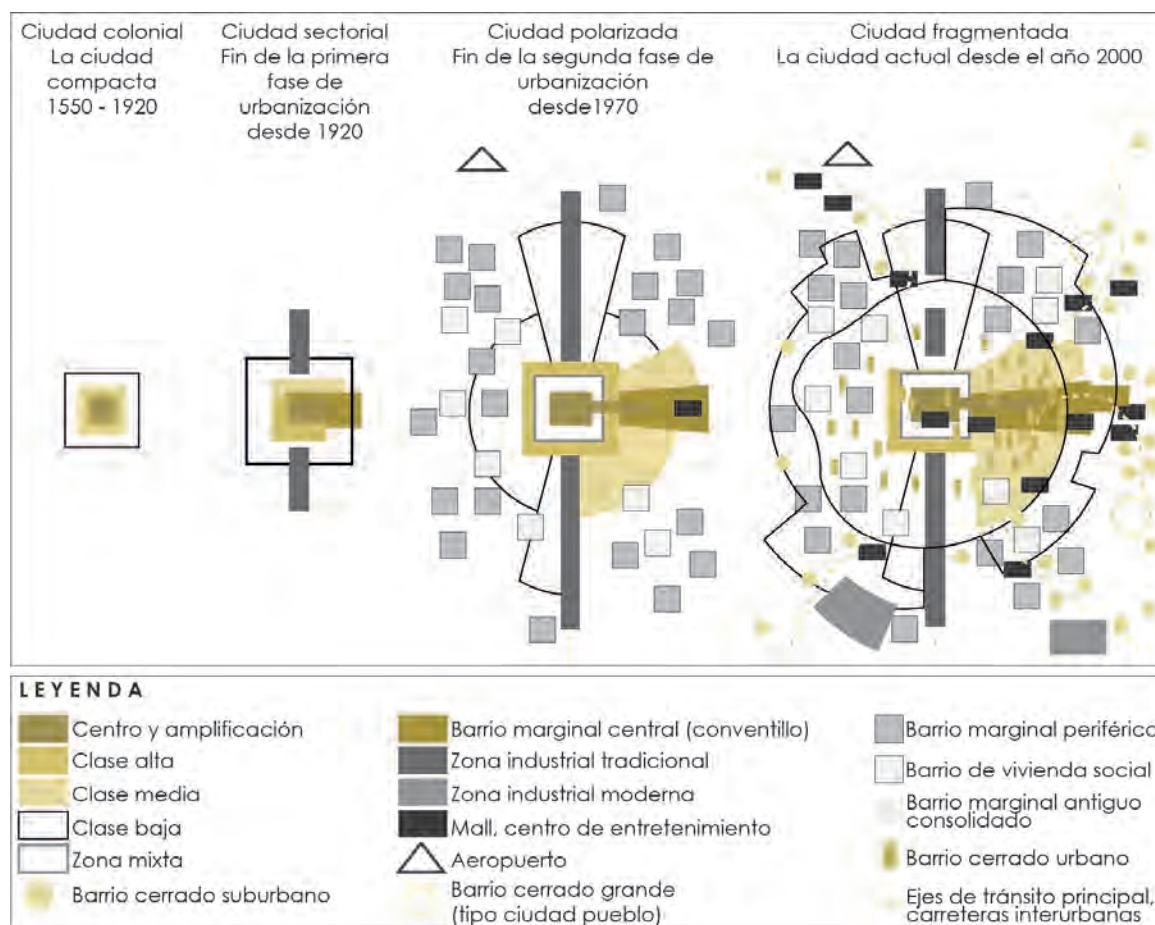 Ciudad colonial
La ciudad
compacta
1550 - 1920
Ciudad sectorial
Fin de la primera
fase de
urbanización
desde 1920
Ciudad polarizada
Fin de la segunda fase de
urbanización
desde1970
Ciudad fragmentada
La ciudad actual desde el año 2000
LEYENDA
Centro y amplificación
Clase alta
Clase media
Clase baja
Zona mixta
Barrio cerrado suburbano
Barrio marginal central (conventillo)
Zona industrial tradicional
Zona industrial moderna
Mall, centro de entretenimiento
Aeropuerto
Barrio cerrado grande
(tipo ciudad pueblo)
Barrio marginal periférico
Barrio de vivienda social
Barrio marginal antiguo
consolidado
Barrio cerrado urbano
Ejes de tránsito principal,
carreteras interurbanas